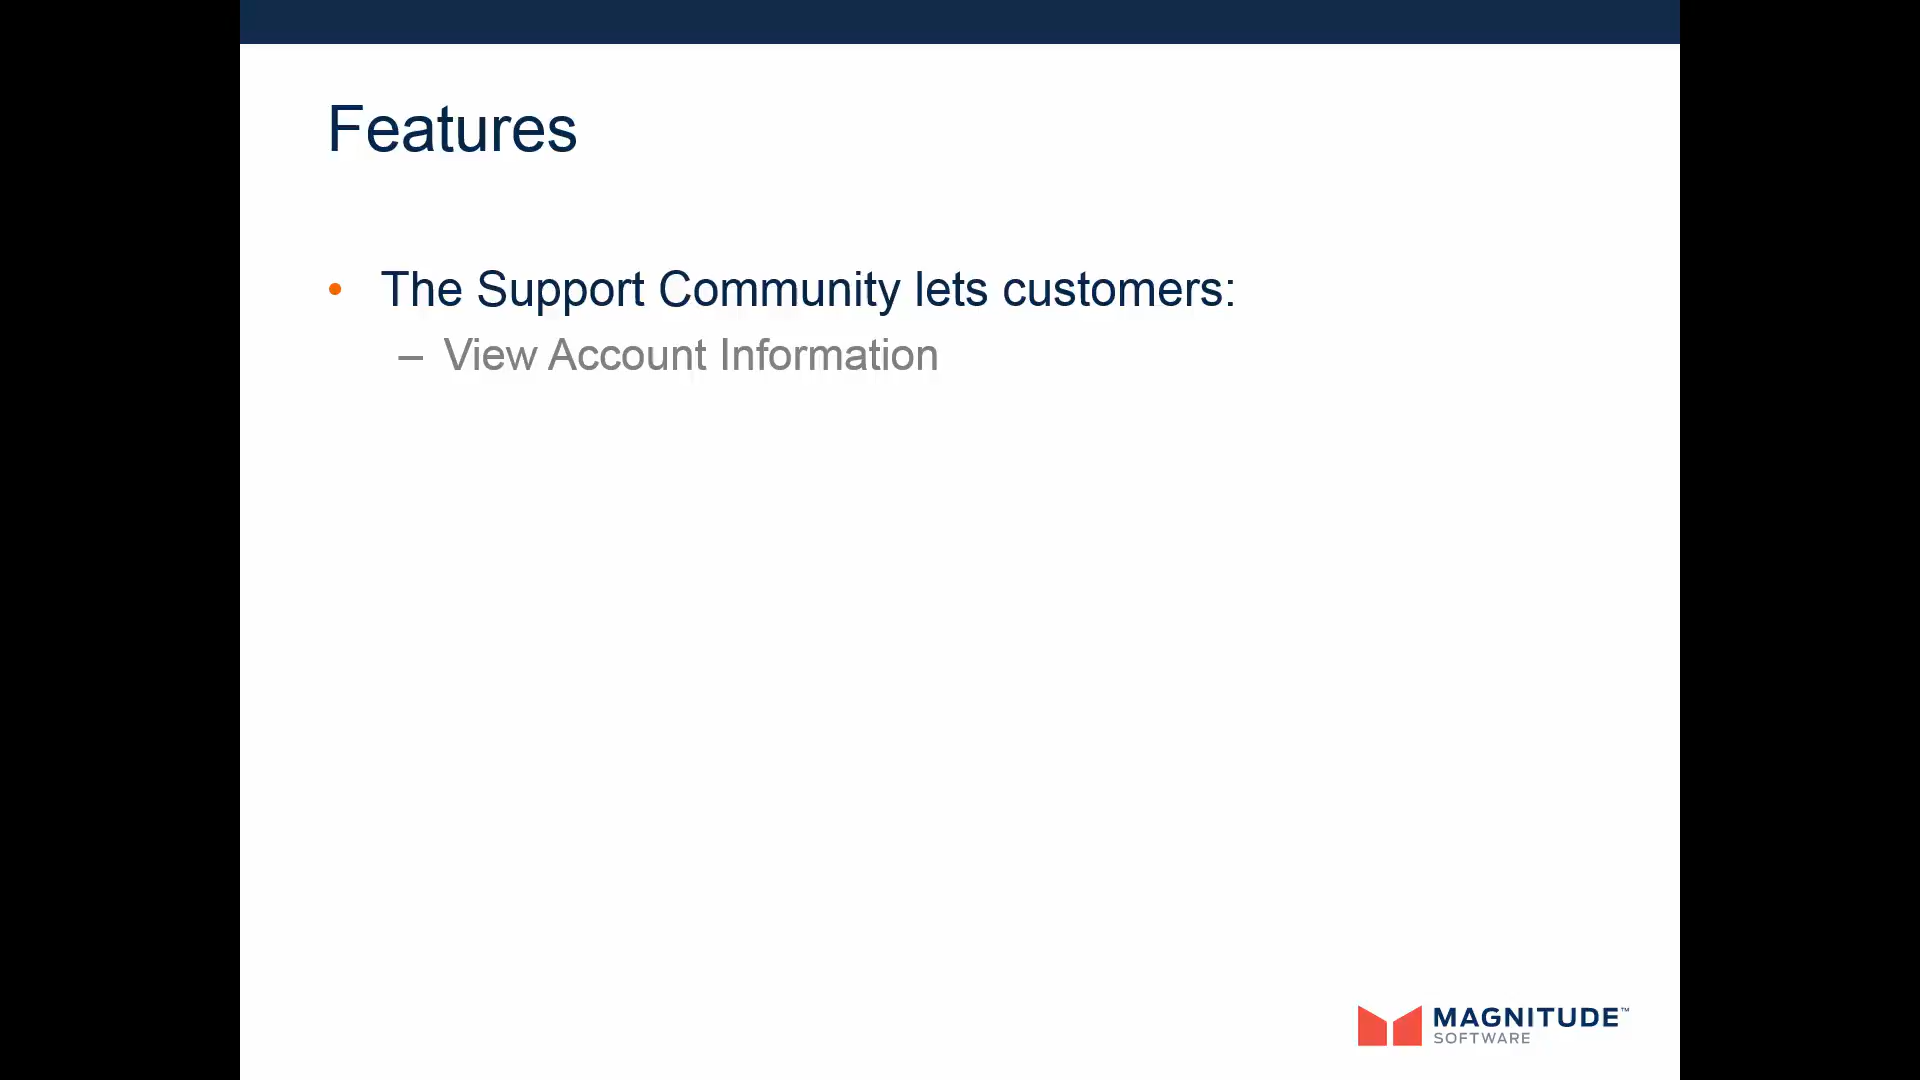 Features
• The Support Community lets customers:
– View Account Information
MAGNITUDE™
SOFTWARE